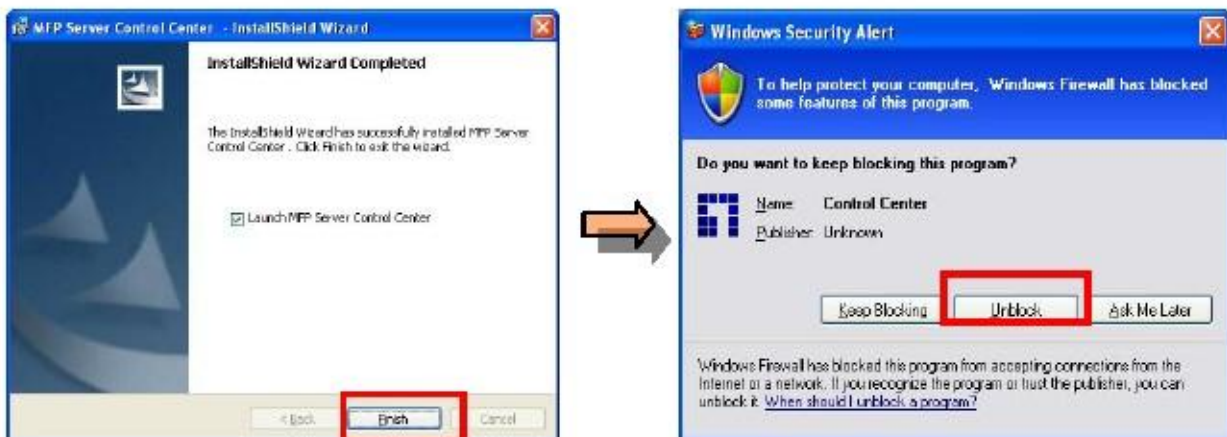 MFP Server Control Center - InstallShield Wizard
InstallShield Wizard Completed
The InstallShield Wizard has successfully installed MFP Server
Control Center . Click Finish to exit the wizard.
Launch MFP Server Control Center
< Back
Finish
Cancel
Windows Security Alert
To help protect your computer, Windows Firewall has blocked
some features of this program.
Do you want to keep blocking this program?
Name: Control Center
Publisher: Unknown
Keep Blocking
Unblock
Ask Me Later
Windows Firewall has blocked this program from accepting connections from the
Internet or a network. If you recognize the program or trust the publisher, you can
unblock it. When should I unblock a program?